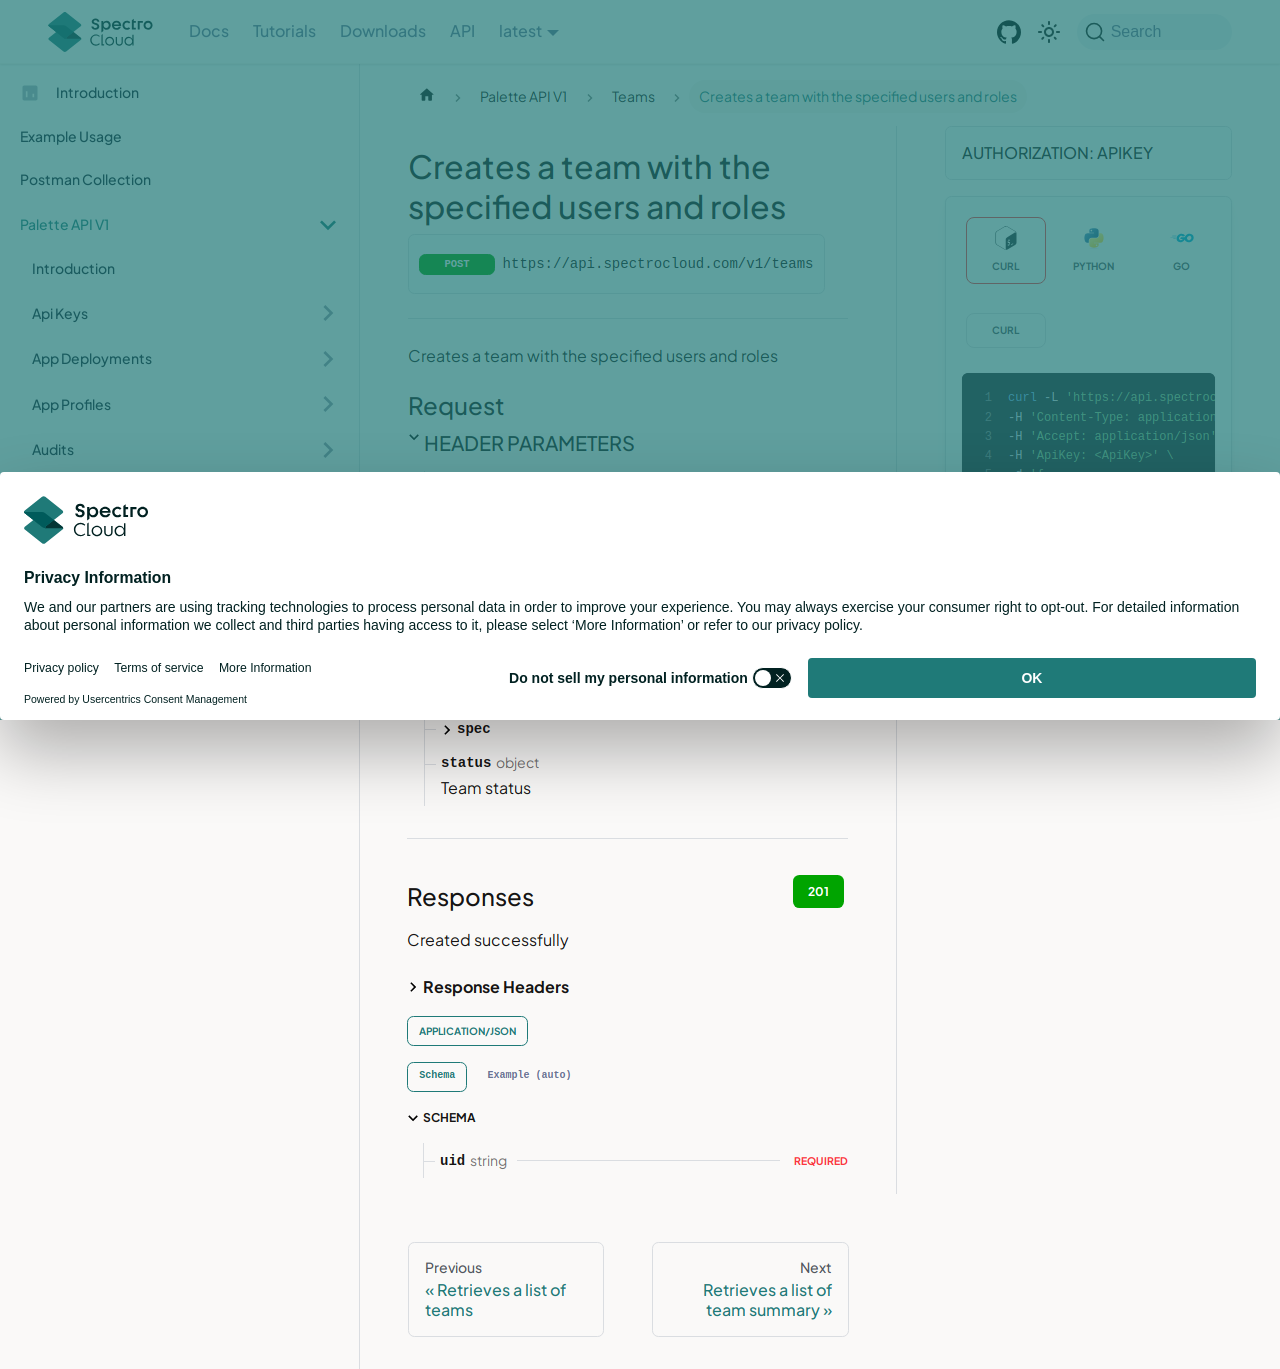 Spectro Cloud
Docs
Tutorials
Downloads
API
latest
Search
Introduction
Example Usage
Postman Collection
Palette API V1
Introduction
Api Keys
App Deployments
App Profiles
Audits
Palette API V1
Teams
Creates a team with the specified users and roles
Creates a team with the
specified users and roles
POST https://api.spectrocloud.com/v1/teams
Creates a team with the specified users and roles
Request
HEADER PARAMETERS
AUTHORIZATION: APIKEY
CURL
PYTHON
GO
CURL
1 curl -L 'https://api.spectroc
2 -H 'Content-Type: application
3 -H 'Accept: application/json'
4 -H 'ApiKey: <ApiKey>' \
Spectro
Cloud
Privacy Information
We and our partners are using tracking technologies to process personal data in order to improve your experience. You may always exercise your consumer right to opt-out. For detailed information
about personal information we collect and third parties having access to it, please select ‘More Information’ or refer to our privacy policy.
Privacy policy
Terms of service
More Information
Do not sell my personal information
OK
Powered by Usercentrics Consent Management
spec
status object
Team status
Responses
201
Created successfully
Response Headers
APPLICATION/JSON
Schema
Example (auto)
SCHEMA
uid string
REQUIRED
Previous
« Retrieves a list of
teams
Next
Retrieves a list of
team summary »